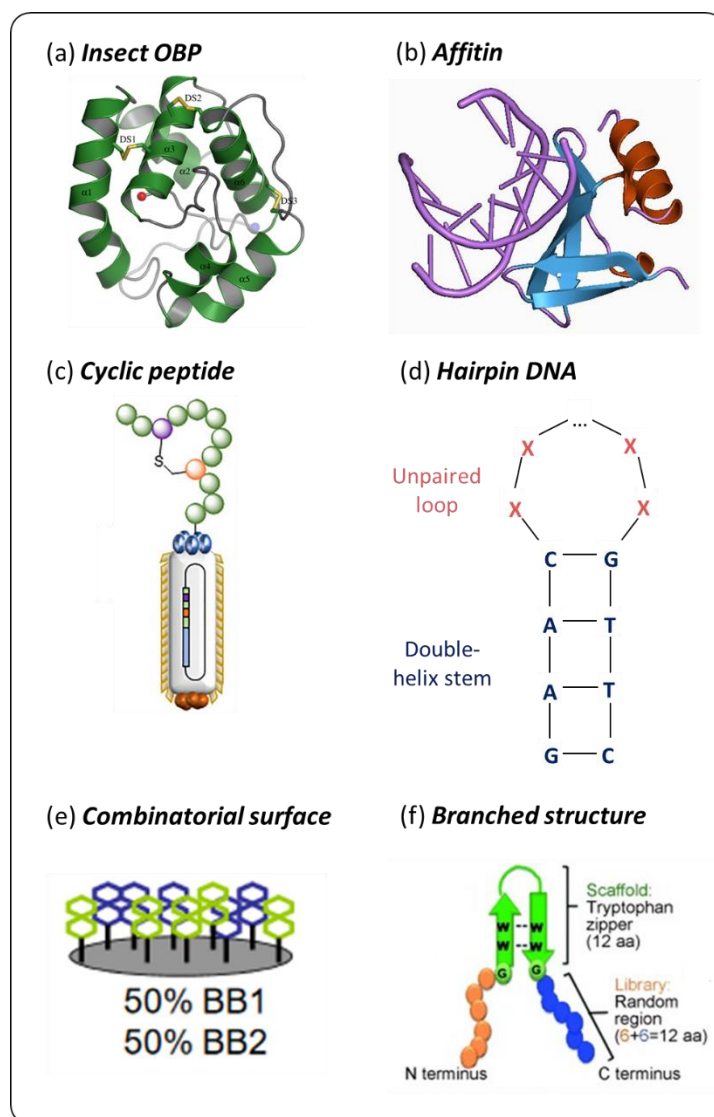 (a) Insect OBP
DS2
DS1
α3
α2
α1
α6
DS3
α4
α5
(b) Affitin
(c) Cyclic peptide
S
(d) Hairpin DNA
...
X X
Unpaired
loop
X X
C G
A T
Double-
helix stem
A T
G C
(e) Combinatorial surface
50% BB1
50% BB2
(f) Branched structure
Scaffold:
Tryptophan
zipper
(12 aa)
W--W
W--W
G G
Library:
Random
region
(6+6=12 aa)
N terminus C terminus